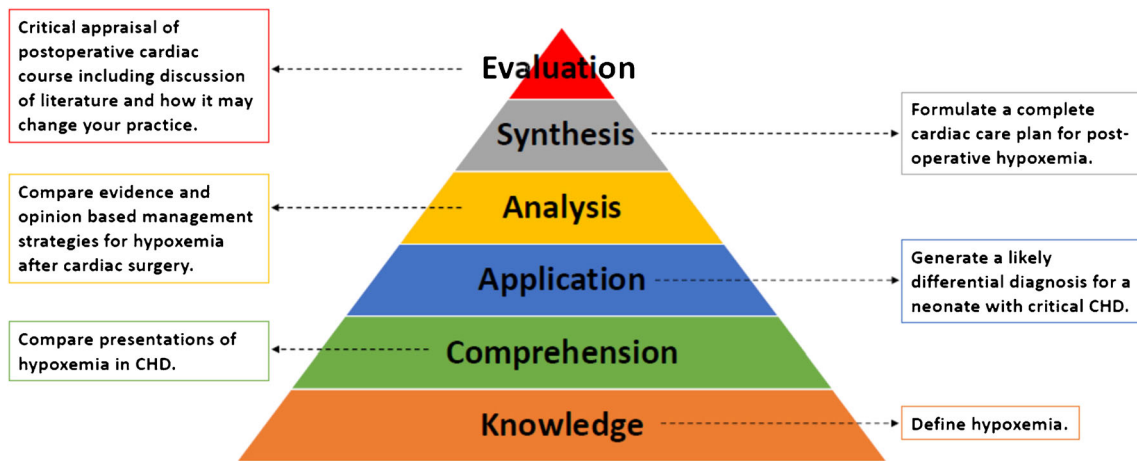 Critical appraisal of
postoperative cardiac
course including discussion
of literature and how it may
change your practice.
Evaluation
Synthesis
Formulate a complete
cardiac care plan for post-
operative hypoxemia.
Compare evidence and
opinion based management
strategies for hypoxemia
after cardiac surgery.
Analysis
Application
Generate a likely
differential diagnosis for a
neonate with critical CHD.
Compare presentations of
hypoxemia in CHD.
Comprehension
Knowledge
Define hypoxemia.